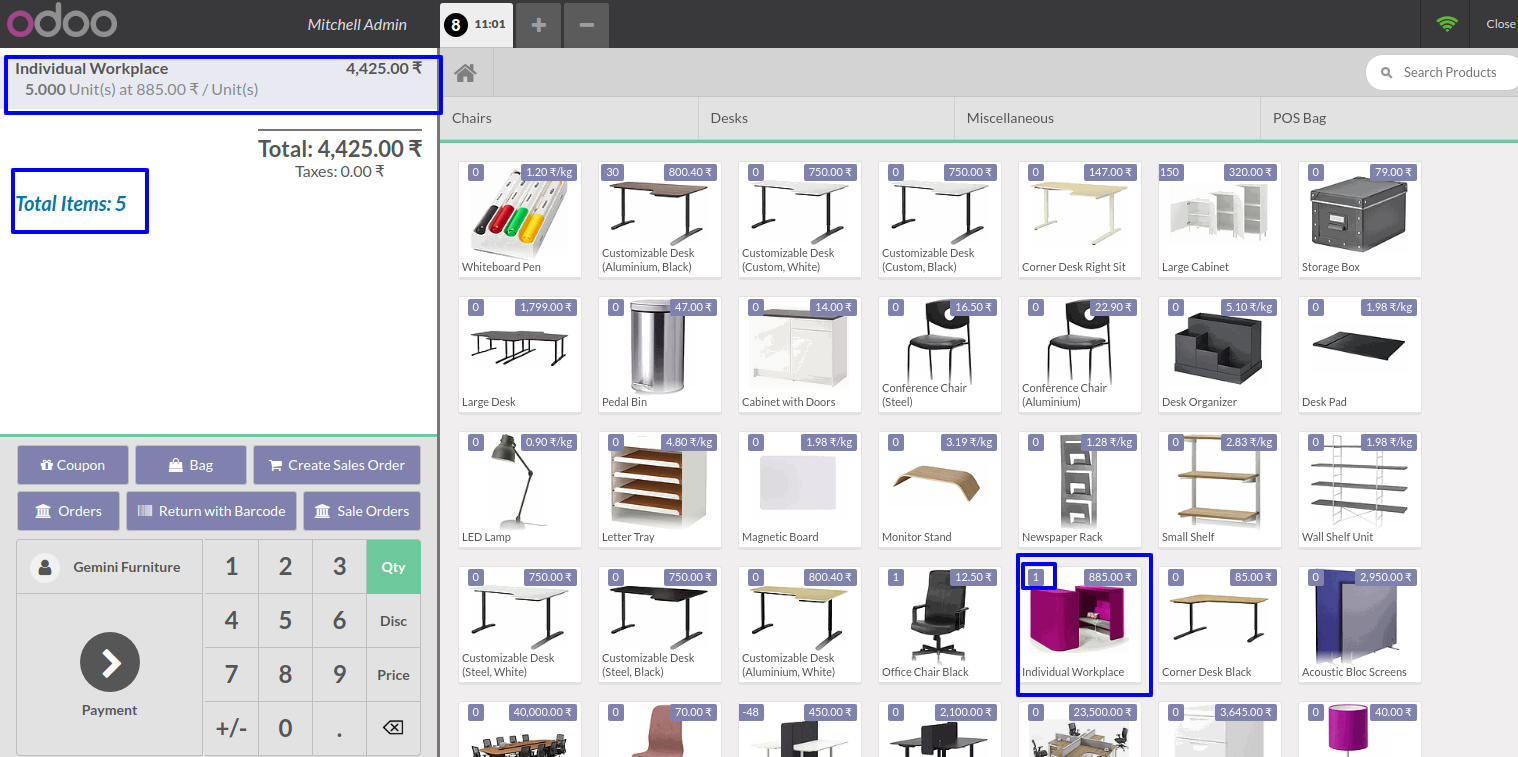 odoo
Mitchell Admin
8 11:01
Close
Individual Workplace 4,425.00 ₹
5.000 Unit(s) at 885.00 ₹ / Unit(s)
Total: 4,425.00 ₹
Taxes: 0.00 ₹
Total Items: 5
Search Products
Chairs Desks Miscellaneous POS Bag
0 1.20 ₹/kg
Whiteboard Pen
30 800.40 ₹
Customizable Desk
(Aluminium, Black)
0 750.00 ₹
Customizable Desk
(Custom, White)
0 750.00 ₹
Customizable Desk
(Custom, Black)
0 147.00 ₹
Corner Desk Right Sit
150 320.00 ₹
Large Cabinet
0 79.00 ₹
Storage Box
0 1,799.00 ₹
Large Desk
0 47.00 ₹
Pedal Bin
0 14.00 ₹
Cabinet with Doors
0 16.50 ₹
Conference Chair
(Steel)
0 22.90 ₹
Conference Chair
(Aluminium)
0 5.10 ₹/kg
Desk Organizer
0 1.98 ₹/kg
Desk Pad
0 0.90 ₹/kg
LED Lamp
0 4.80 ₹/kg
Letter Tray
0 1.98 ₹/kg
Magnetic Board
0 3.19 ₹/kg
Monitor Stand
0 1.28 ₹/kg
Newspaper Rack
0 2.83 ₹/kg
Small Shelf
0 1.98 ₹/kg
Wall Shelf Unit
0 750.00 ₹
Customizable Desk
(Steel, White)
0 750.00 ₹
Customizable Desk
(Steel, Black)
0 800.40 ₹
Customizable Desk
(Aluminium, White)
1 12.50 ₹
Office Chair Black
1 885.00 ₹
Individual Workplace
0 85.00 ₹
Corner Desk Black
0 2,950.00 ₹
Acoustic Bloc Screens
0 40,000.00 ₹
0 70.00 ₹
-48 450.00 ₹
0 2,100.00 ₹
0 23,500.00 ₹
0 3,645.00 ₹
0 40.00 ₹
Coupon Bag Create Sales Order
Orders Return with Barcode Sale Orders
Gemini Furniture
Payment
1 2 3 Qty
4 5 6 Disc
7 8 9 Price
+/- 0 .